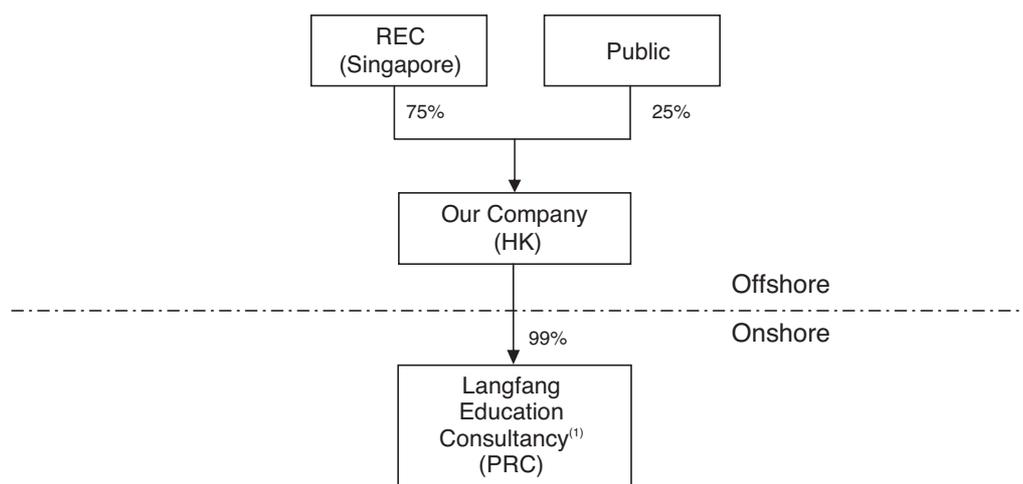 REC
(Singapore)
Public
75%
25%
Our Company
(HK)
Offshore
Onshore
99%
Langfang
Education
Consultancy(1)
(PRC)